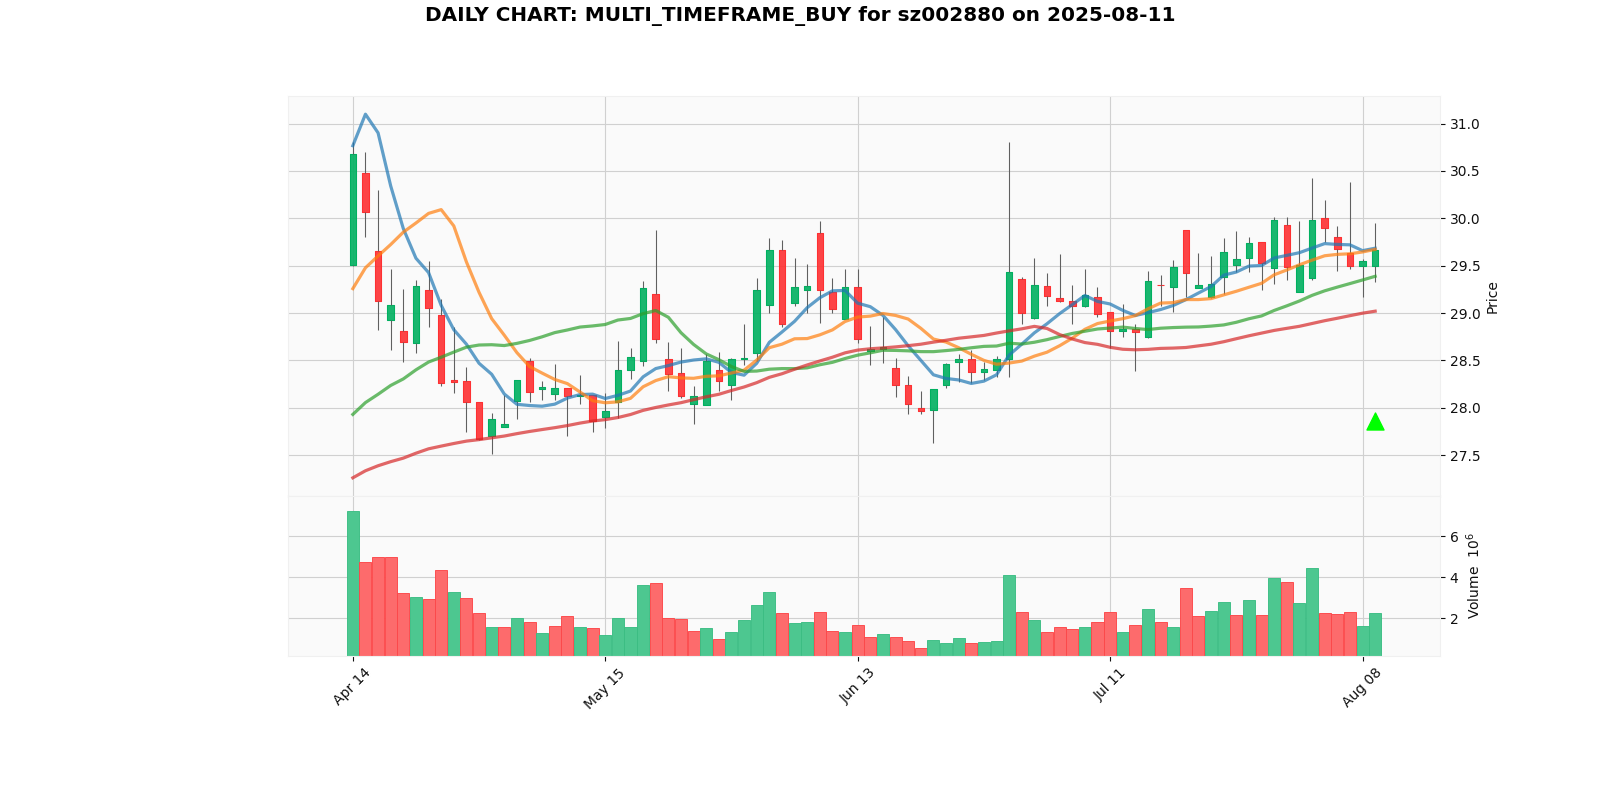 DAILY CHART: MULTI_TIMEFRAME_BUY for sz002880 on 2025-08-11
31.0
30.5
30.0
29.5
29.0
28.5
28.0
27.5
Price
6
4
2
Volume 10^6
Apr 14
May 15
Jun 13
Jul 11
Aug 08